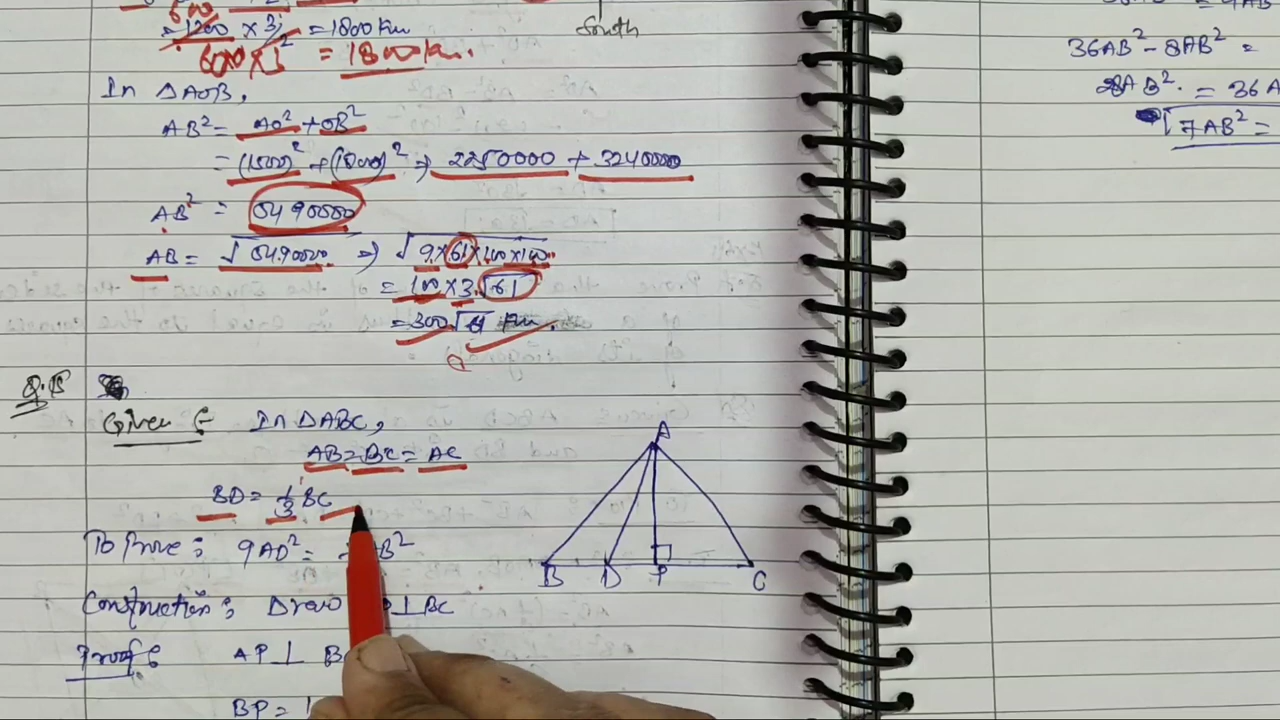 = 1200 × 3 = 1800 km
600 × 3 = 1800 km.
South
In ΔAOB,
AB² = AO² + OB²
= (1500)² + (1800)² ⇒ 2250000 + 3240000
AB² = 5490000
AB = √5490000 ⇒ √9×61×100×100
= 100 × 3√61
= 300√61 km.
Q.15
Given :- In ΔABC,
AB = BC = AC
BD = 1/3 BC
To Prove : 9AD² = AB²
Construction : Draw ⊥ BC
Proof : AP ⊥ B
BP =
A
B D P C
36AB² - 8AB² =
28AB² = 36A
7AB² =